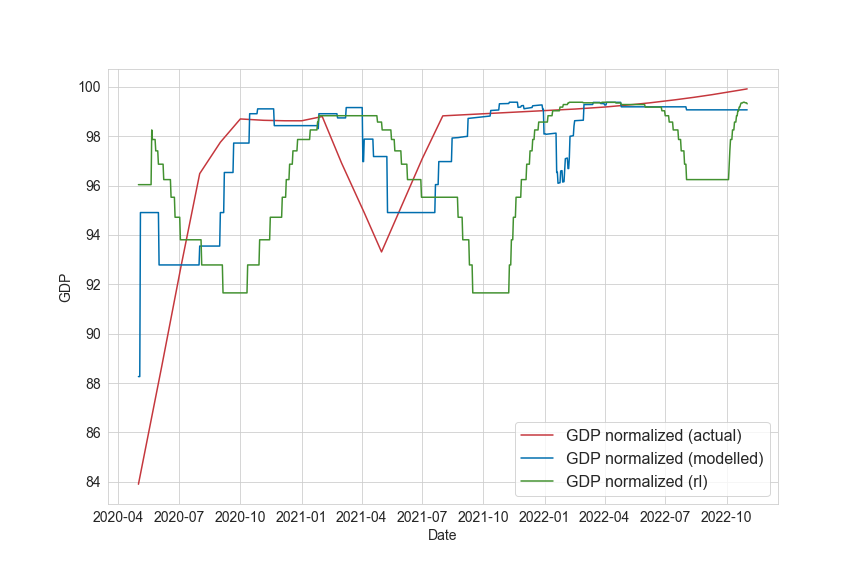 100
98
96
94
92
90
88
86
84
GDP
GDP normalized (actual)
GDP normalized (modelled)
GDP normalized (rl)
2020-04 2020-07 2020-10 2021-01 2021-04 2021-07 2021-10 2022-01 2022-04 2022-07 2022-10
Date